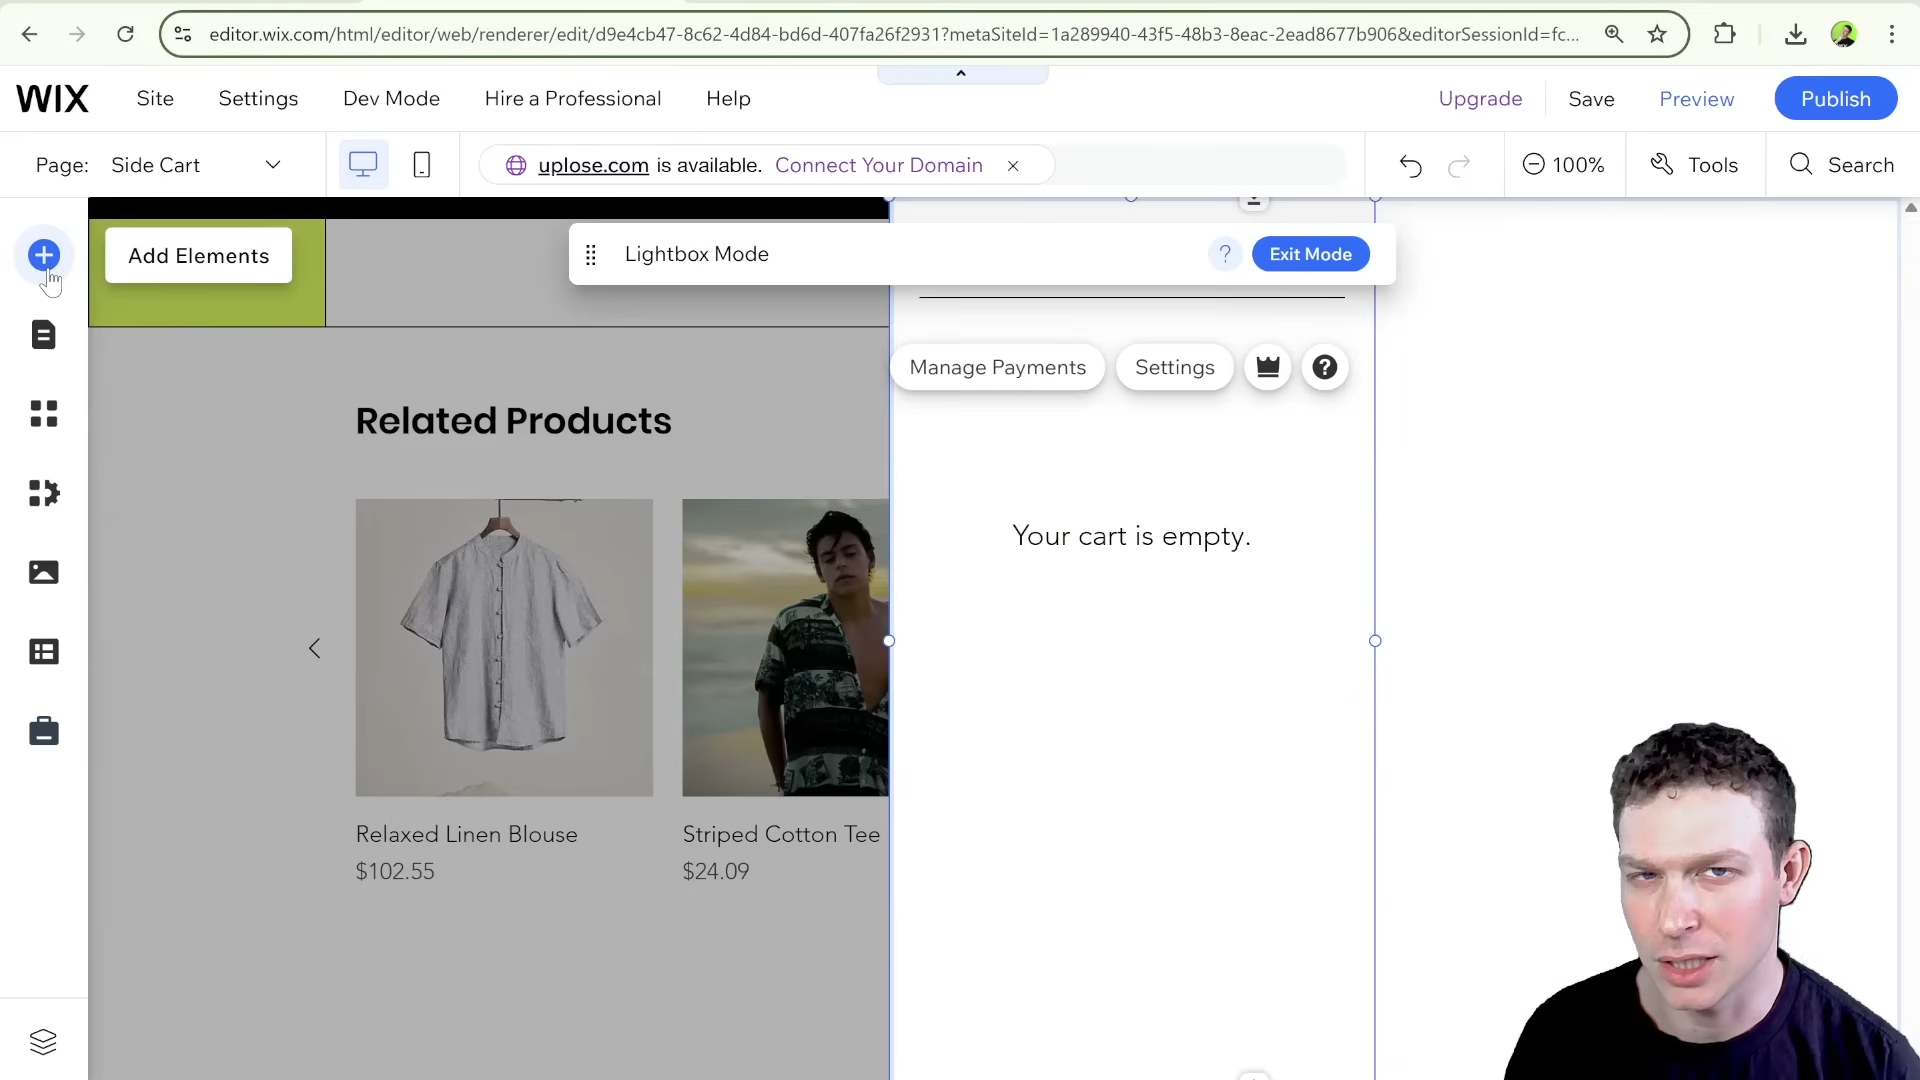 editor.wix.com/html/editor/web/renderer/edit/d9e4cb47-8c62-4d84-bd6d-407fa26f2931?metaSiteId=1a289940-43f5-48b3-8eac-2ead8677b906&editorSessionId=fc...
WIX Site Settings Dev Mode Hire a Professional Help Upgrade Save Preview Publish
Page: Side Cart uplose.com is available. Connect Your Domain 100% Tools Search
Add Elements
Lightbox Mode ? Exit Mode
Manage Payments Settings ?
Related Products
Your cart is empty.
Relaxed Linen Blouse
$102.55
Striped Cotton Tee
$24.09